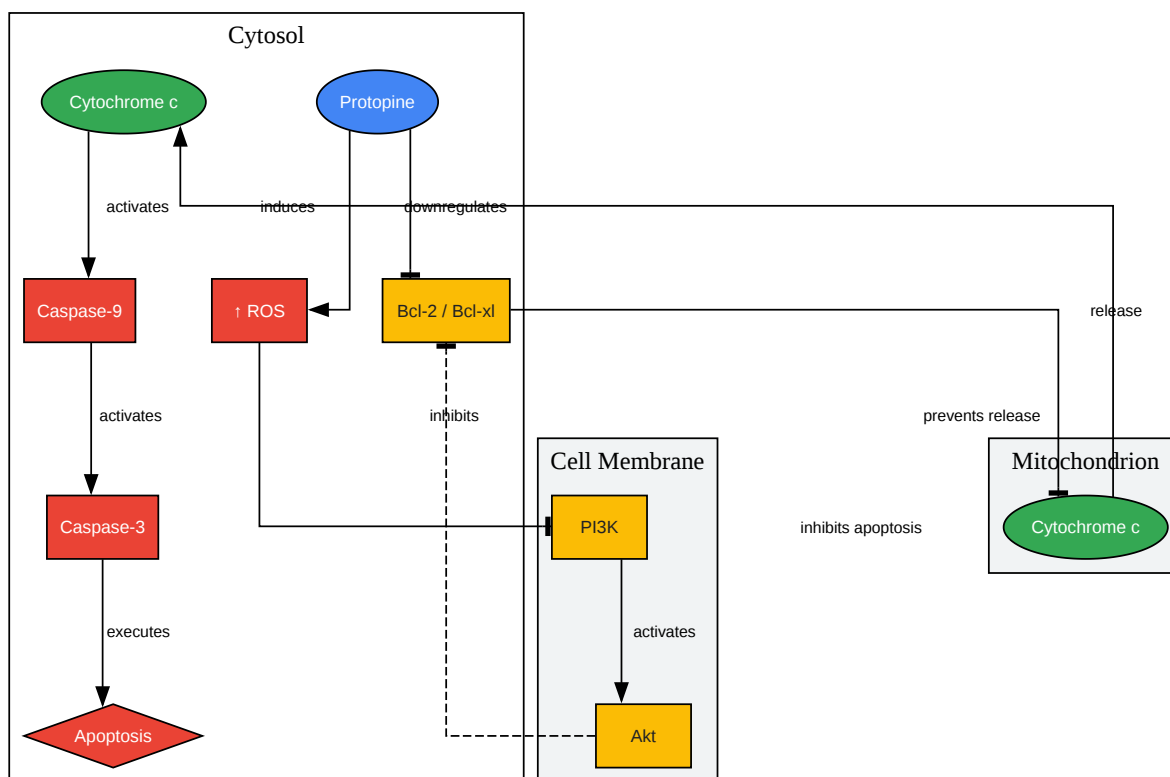 Cytosol
Cytochrome c
Protopine
activates
induces
downregulates
Caspase-9
↑ ROS
Bcl-2 / Bcl-xl
release
activates
inhibits
prevents release
Cell Membrane
Mitochondrion
Caspase-3
PI3K
inhibits apoptosis
Cytochrome c
executes
activates
Apoptosis
Akt